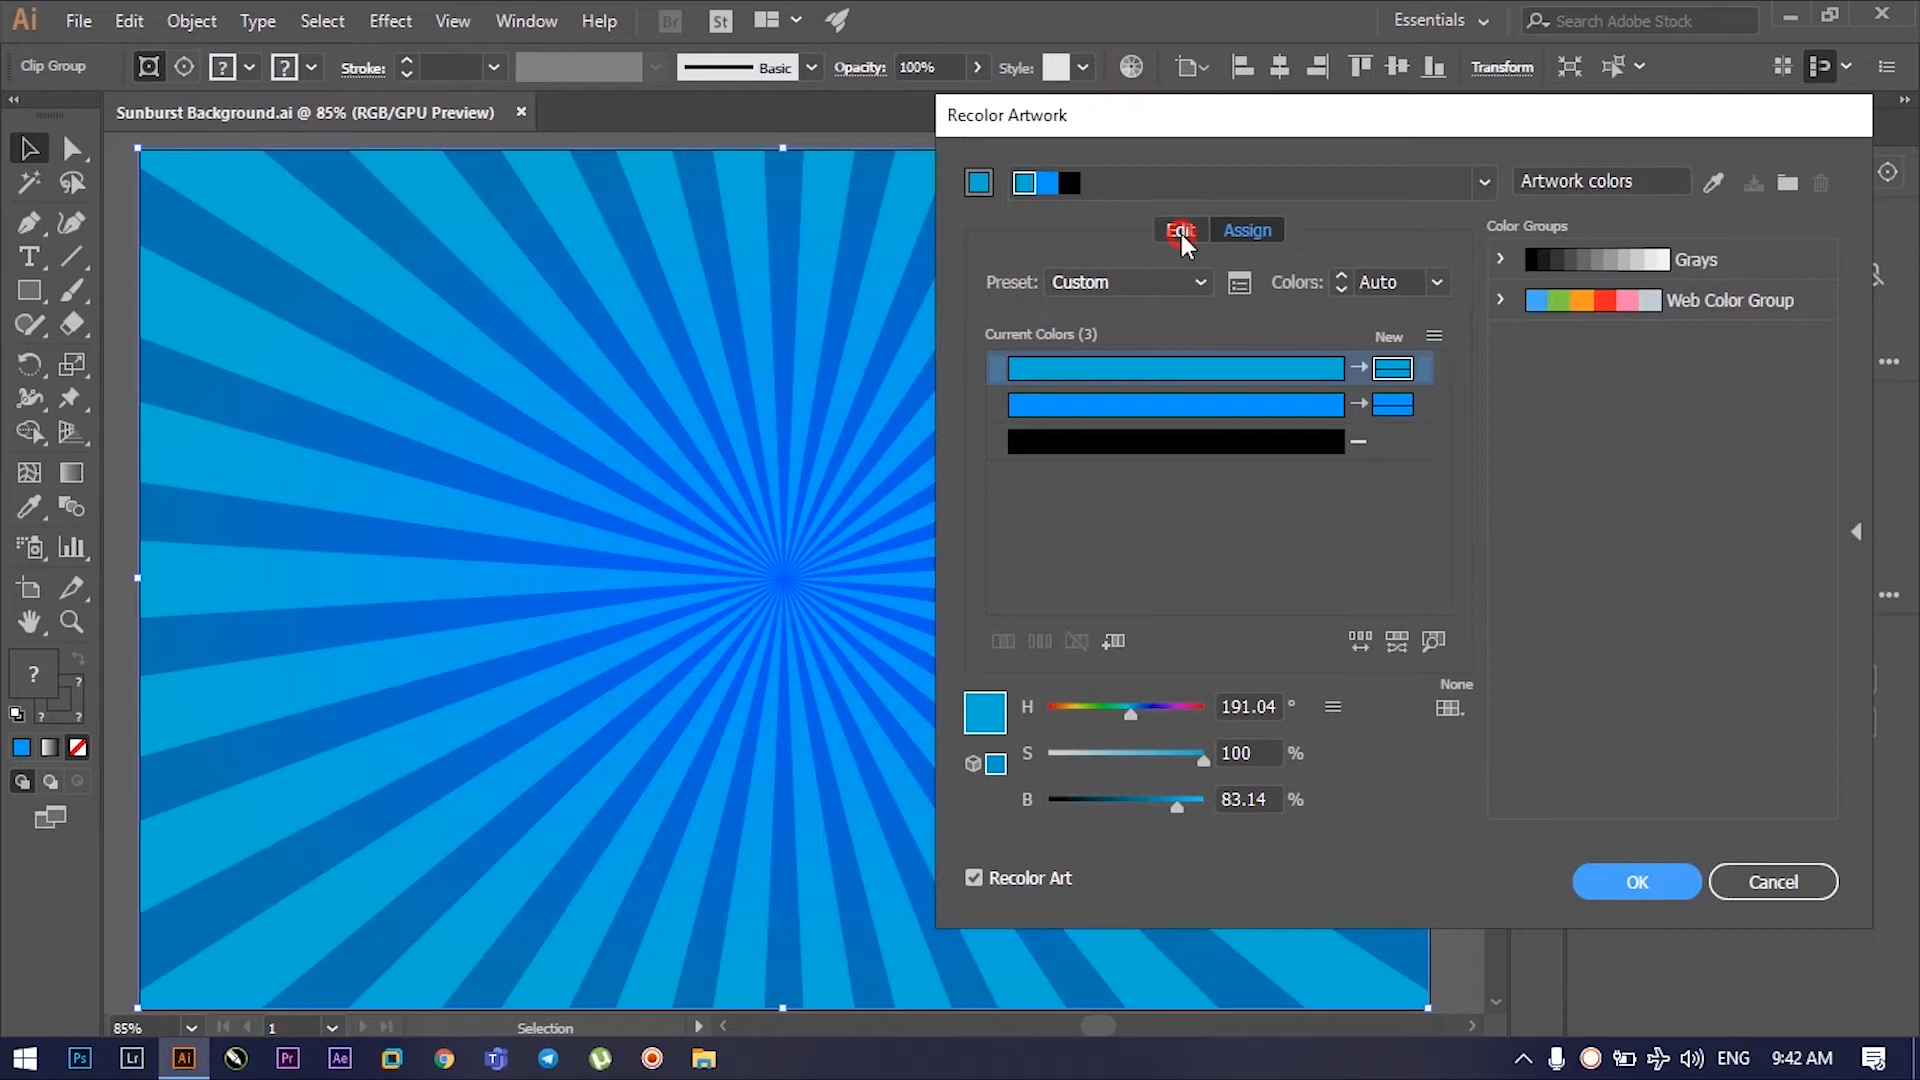 Ai File Edit Object Type Select Effect View Window Help Br St Essentials Search Adobe Stock
Clip Group ? ? Stroke: Basic Opacity: 100% Style: Transform
Sunburst Background.ai @ 85% (RGB/GPU Preview)
Recolor Artwork
Artwork colors
Edit Assign
Color Groups
Preset: Custom Colors: Auto
Grays
Web Color Group
Current Colors (3) New
None
H 191.04 °
S 100 %
B 83.14 %
Recolor Art
OK Cancel
?
?
? ?
85% 1 Selection
Ps Lr Ai Pr Ae ENG 9:42 AM